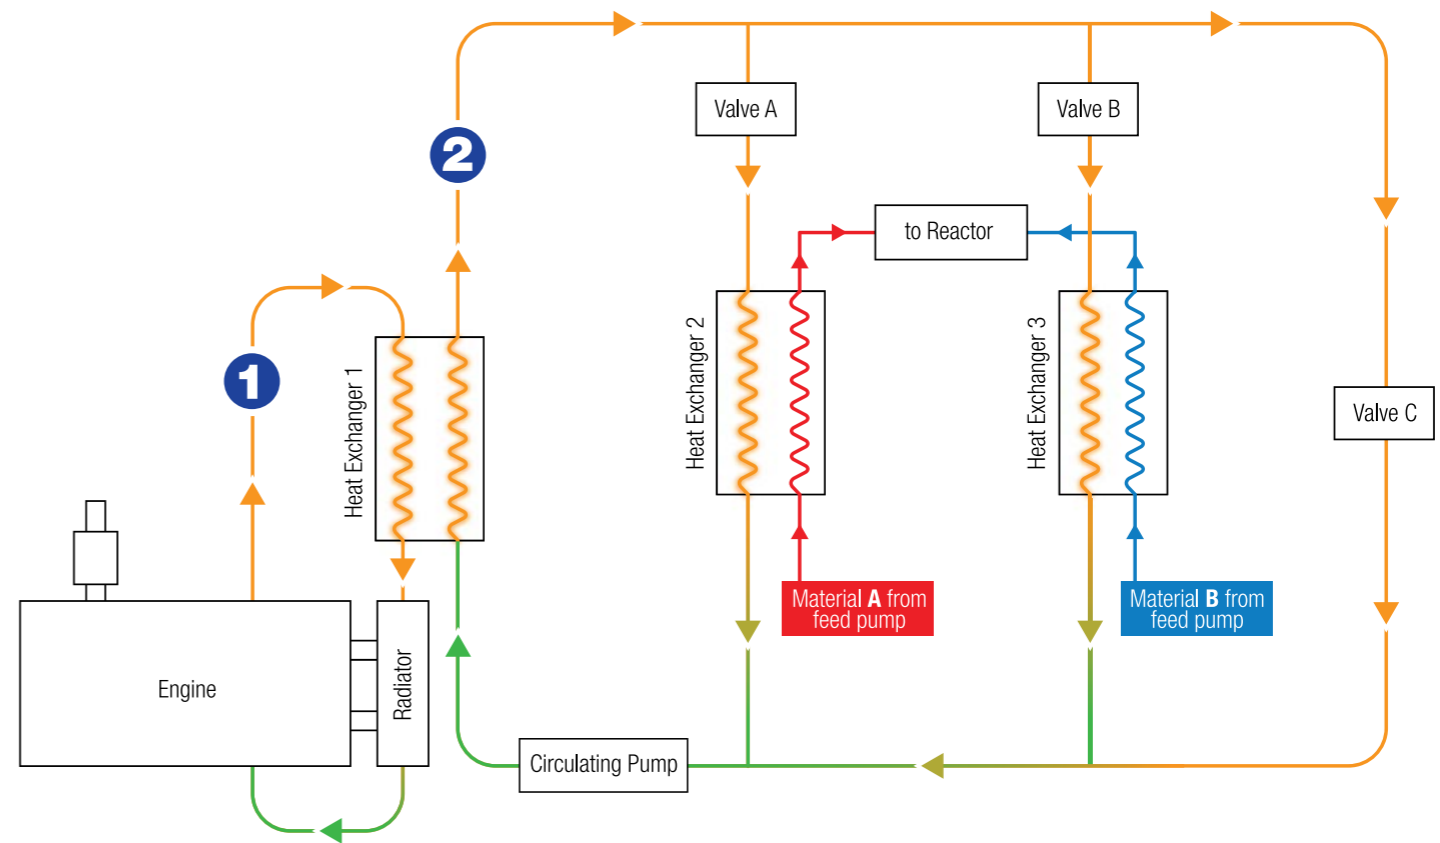 2
Valve A
Valve B
to Reactor
1
Heat Exchanger 1
Heat Exchanger 2
Heat Exchanger 3
Valve C
Material A from
feed pump
Material B from
feed pump
Engine
Radiator
Circulating Pump